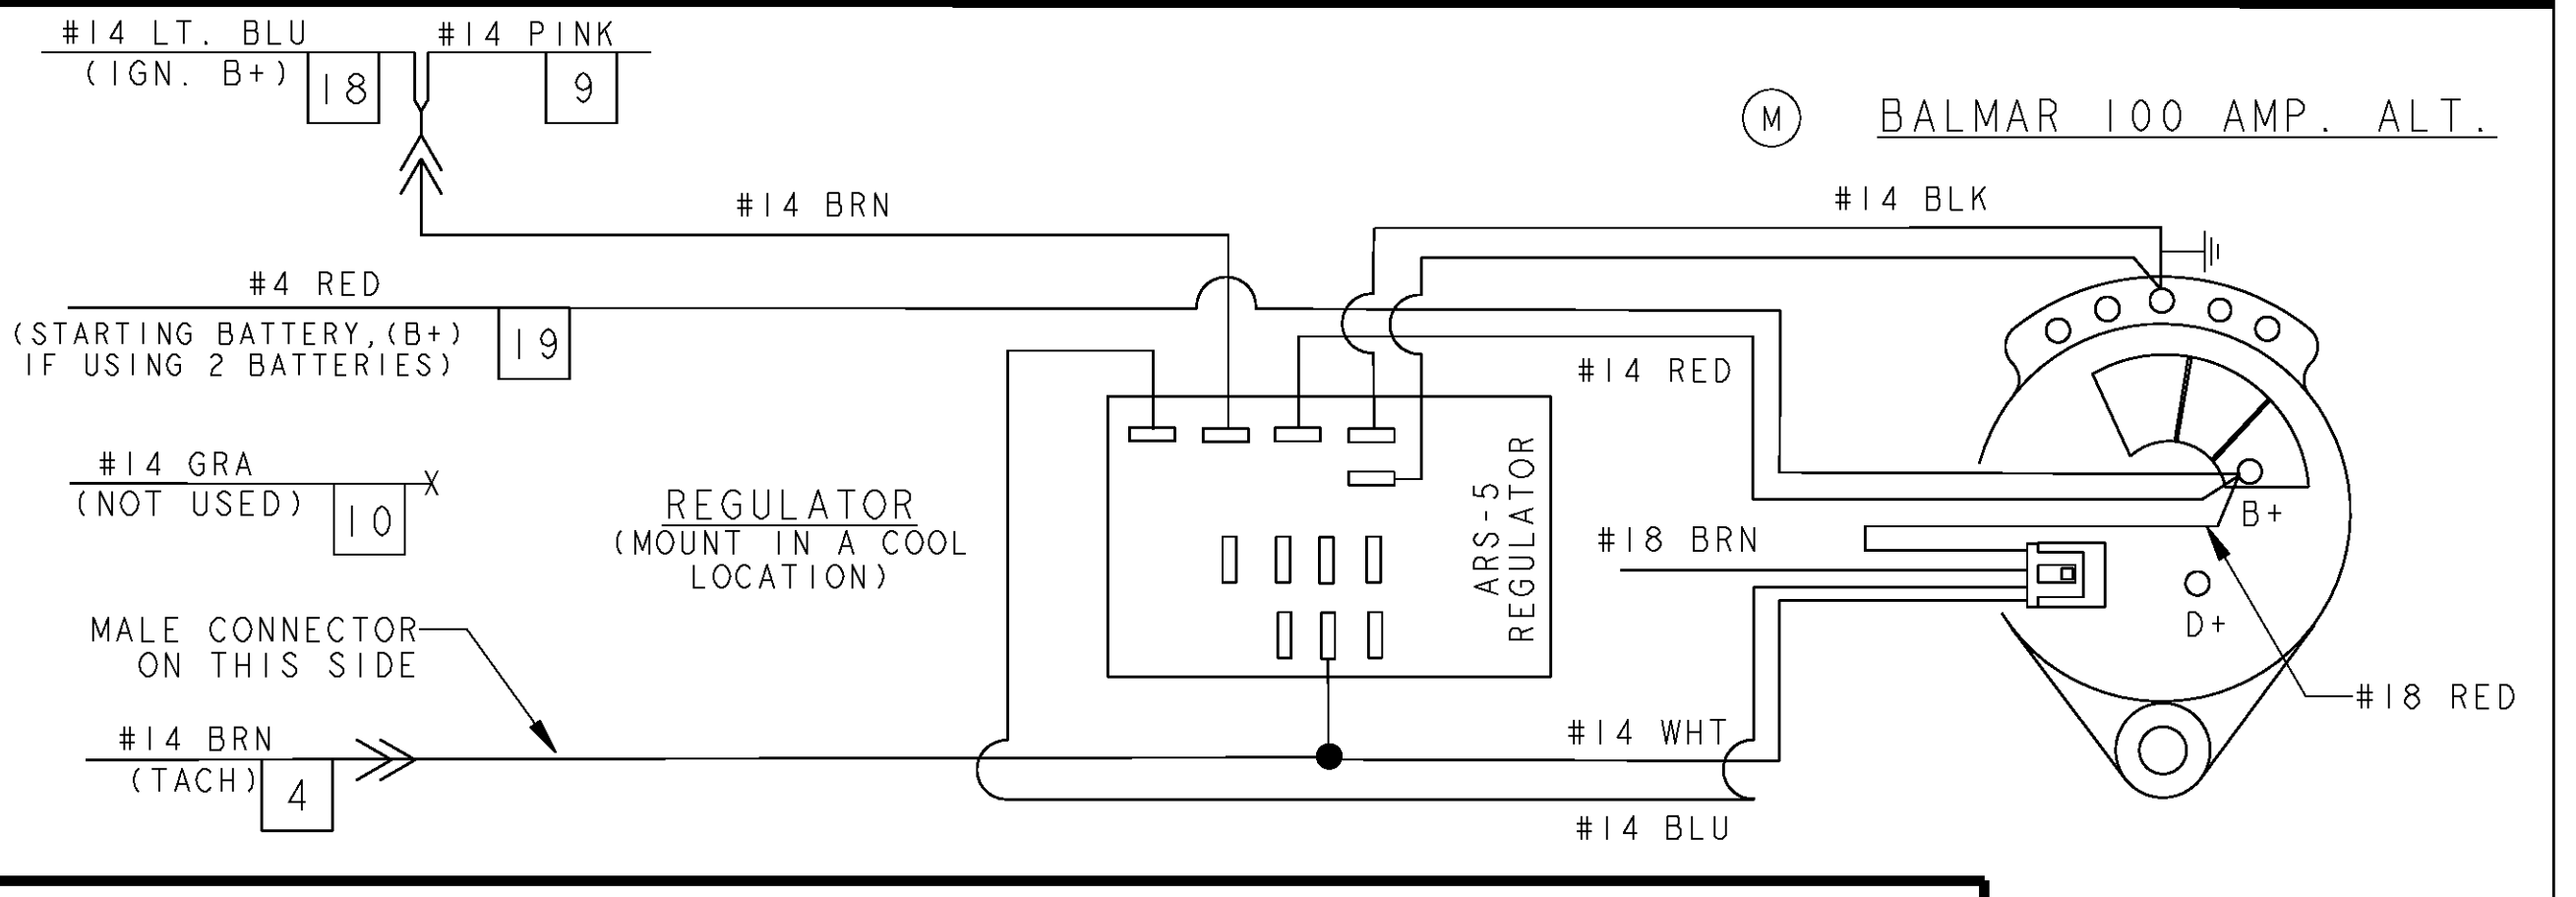 #14 LT. BLU
(IGN. B+)
18
#14 PINK
9
M
BALMAR 100 AMP. ALT.
#14 BRN
#14 BLK
#4 RED
(STARTING BATTERY,(B+)
IF USING 2 BATTERIES)
19
#14 RED
#14 GRA
(NOT USED)
10
X
REGULATOR
(MOUNT IN A COOL
LOCATION)
ARS-5
REGULATOR
#18 BRN
B+
D+
#18 RED
MALE CONNECTOR
ON THIS SIDE
#14 BRN
(TACH)
4
#14 WHT
#14 BLU